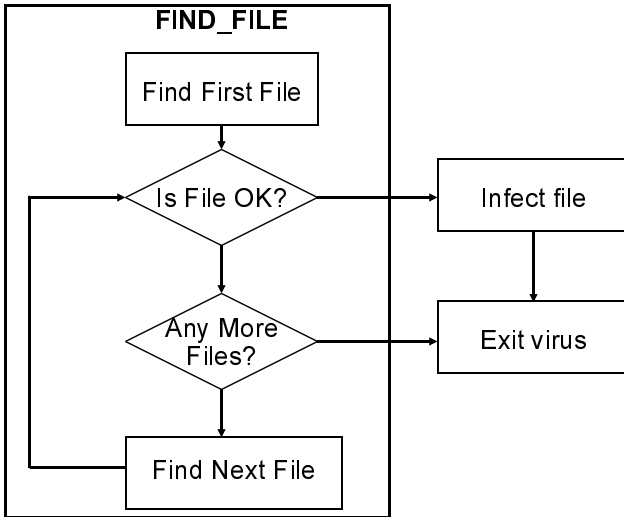 FIND_FILE
Find First File
Is File OK?
Infect file
Any More
Files?
Exit virus
Find Next File